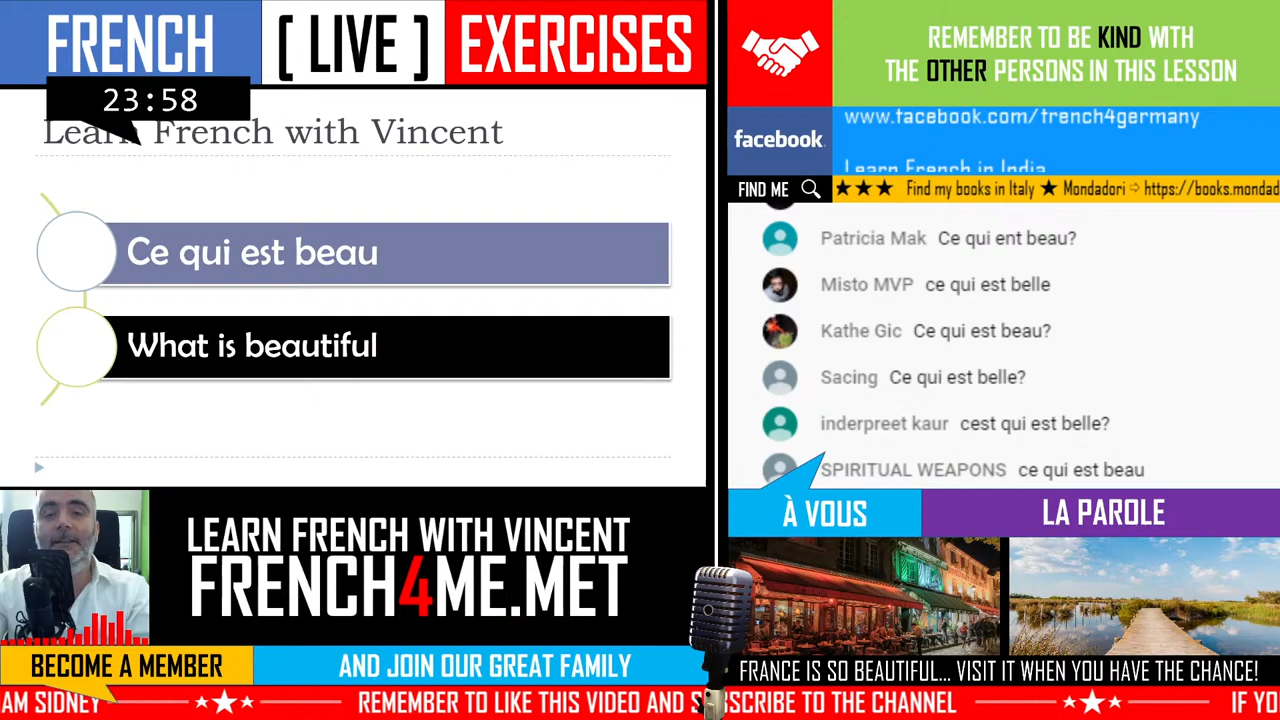 FRENCH
[ LIVE ]
EXERCISES
23:58
Learn French with Vincent
Ce qui est beau
What is beautiful
LEARN FRENCH WITH VINCENT
FRENCH4ME.MET
BECOME A MEMBER
AND JOIN OUR GREAT FAMILY
REMEMBER TO BE KIND WITH
THE OTHER PERSONS IN THIS LESSON
facebook.
www.facebook.com/french4germany
Learn French in India
FIND ME
★★★ Find my books in Italy ★ Mondadori ⇨ https://books.mondad
Patricia Mak Ce qui ent beau?
Misto MVP ce qui est belle
Kathe Gic Ce qui est beau?
Sacing Ce qui est belle?
inderpreet kaur cest qui est belle?
SPIRITUAL WEAPONS ce qui est beau
À VOUS
LA PAROLE
FRANCE IS SO BEAUTIFUL... VISIT IT WHEN YOU HAVE THE CHANCE!
AM SIDNEY ★ REMEMBER TO LIKE THIS VIDEO AND SUBSCRIBE TO THE CHANNEL ★ IF YO